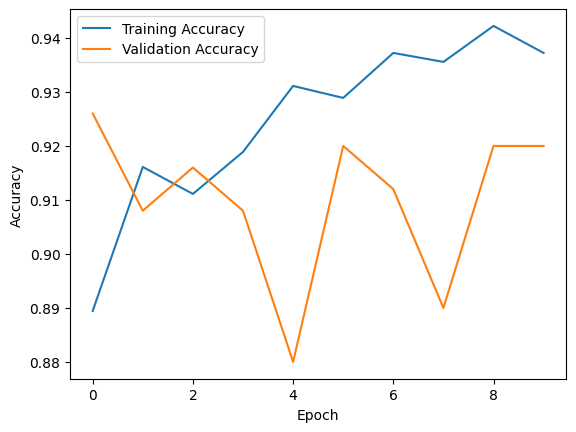 Training Accuracy
Validation Accuracy
0.94
0.93
0.92
0.91
0.90
0.89
0.88
Accuracy
0 2 4 6 8
Epoch